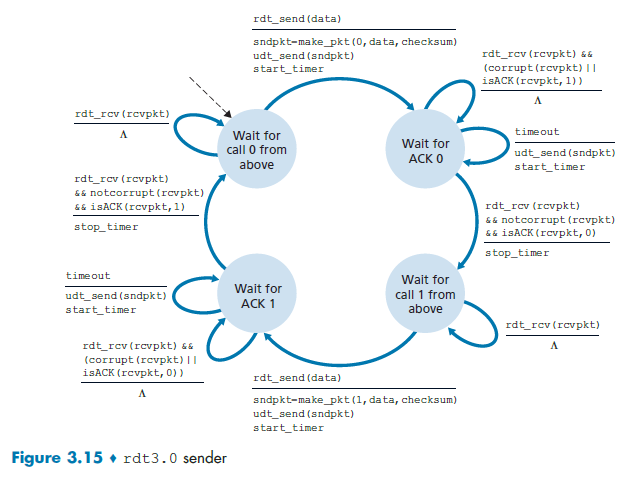 rdt_send(data)
sndpkt=make_pkt(0,data,checksum)
udt_send(sndpkt)
start_timer
rdt_rcv(rcvpkt) &&
(corrupt(rcvpkt)||
isACK(rcvpkt,1))
Λ
rdt_rcv(rcvpkt)
Λ
Wait for
call 0 from
above
Wait for
ACK 0
timeout
udt_send(sndpkt)
start_timer
rdt_rcv(rcvpkt)
&& notcorrupt(rcvpkt)
&& isACK(rcvpkt,1)
stop_timer
rdt_rcv(rcvpkt)
&& notcorrupt(rcvpkt)
&& isACK(rcvpkt,0)
stop_timer
timeout
udt_send(sndpkt)
start_timer
Wait for
ACK 1
Wait for
call 1 from
above
rdt_rcv(rcvpkt)
Λ
rdt_rcv(rcvpkt) &&
(corrupt(rcvpkt)||
isACK(rcvpkt,0))
Λ
rdt_send(data)
sndpkt=make_pkt(1,data,checksum)
udt_send(sndpkt)
start_timer
Figure 3.15 ♦ rdt3.0 sender